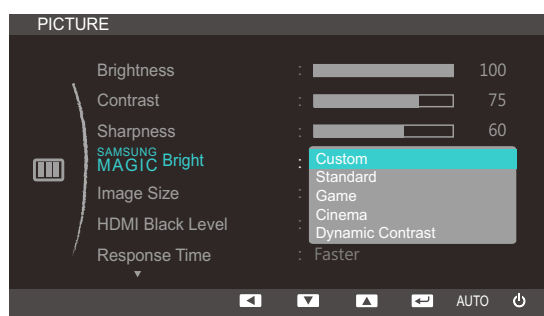 PICTURE
Brightness : 100
Contrast : 75
Sharpness : 60
SAMSUNG
MAGIC Bright : Custom
Standard
Image Size : Game
Cinema
HDMI Black Level : Dynamic Contrast
Response Time : Faster
AUTO